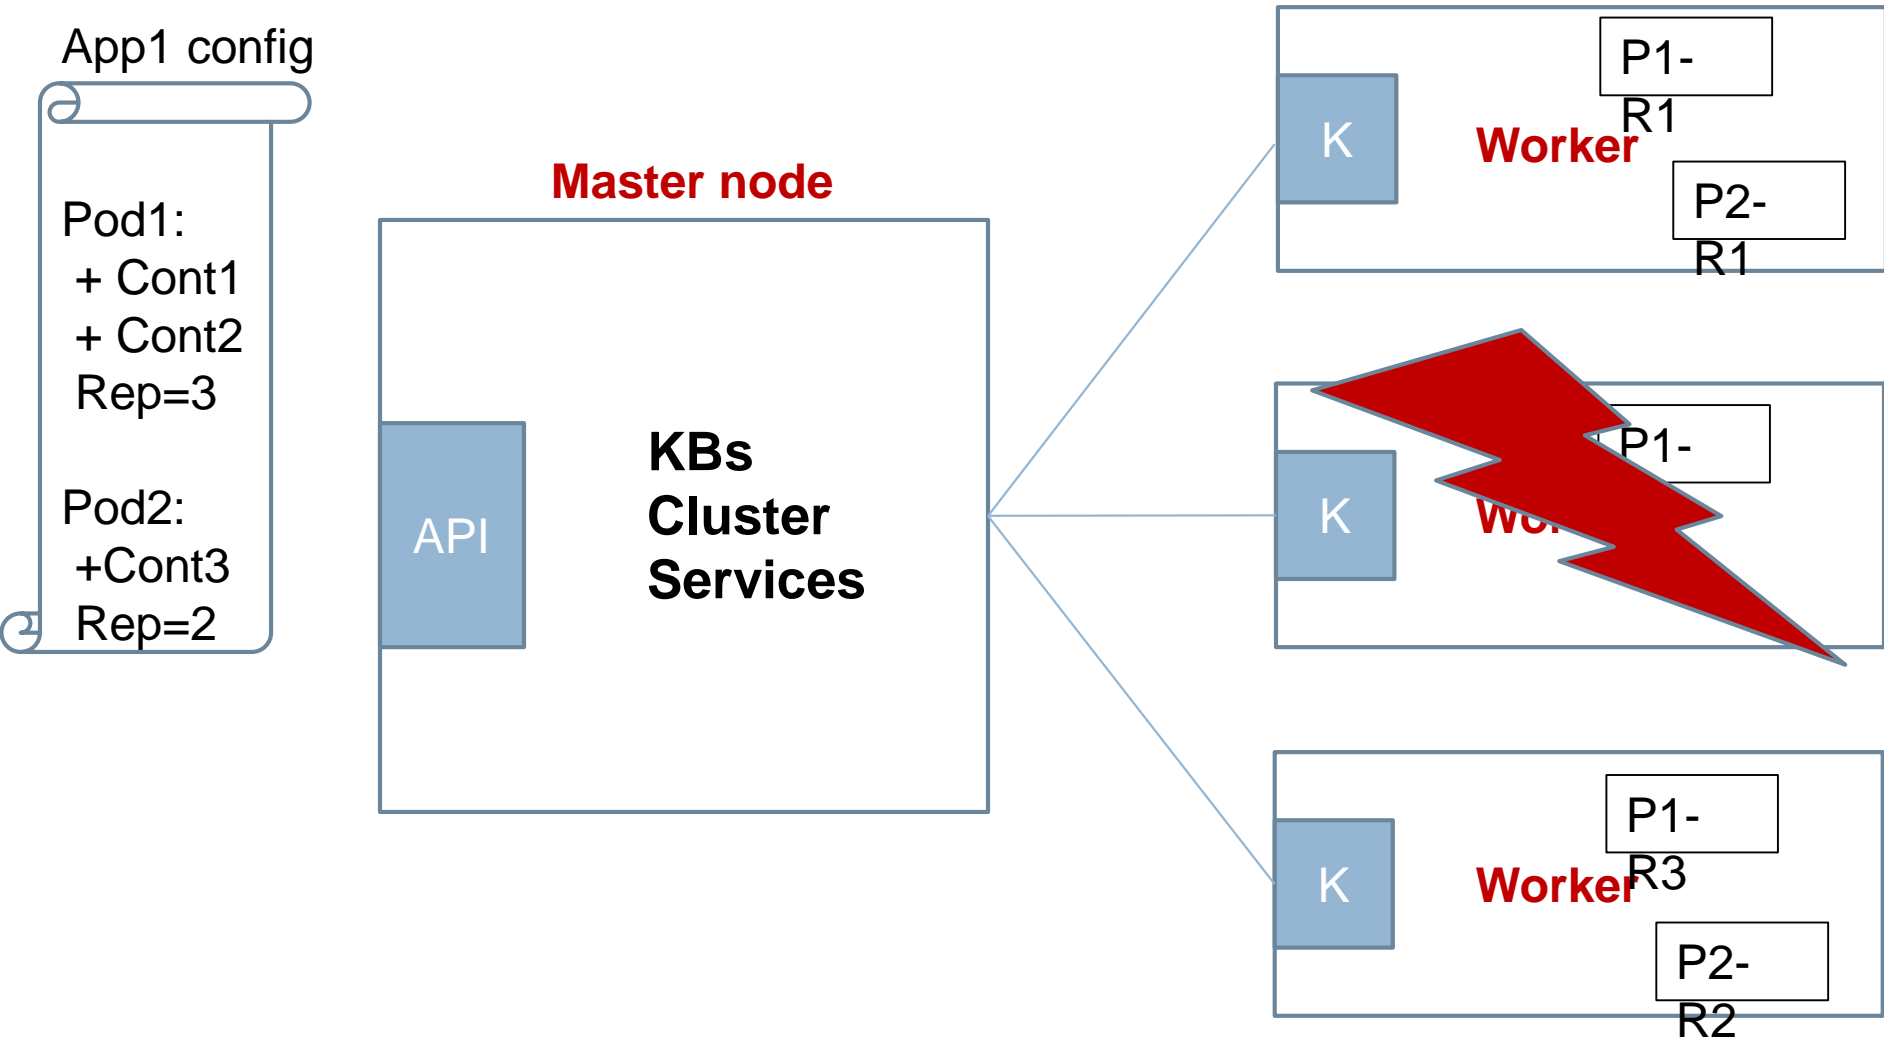 App1 config
Pod1:
+ Cont1
+ Cont2
Rep=3
Pod2:
+Cont3
Rep=2
Master node
API
KBs
Cluster
Services
K
Worker
P1-
R1
P2-
R1
K
P1-
K
Worker
P1-
R3
P2-
R2